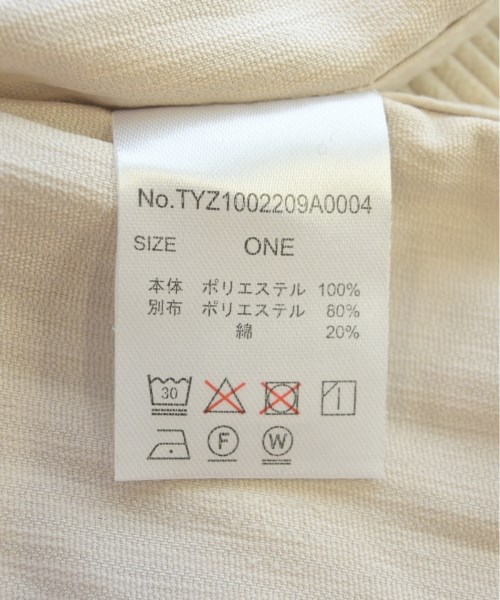 No.TYZ1002209A0004
SIZE ONE
本体 ポリエステル 100%
別布 ポリエステル 80%
綿 20%
30
F W